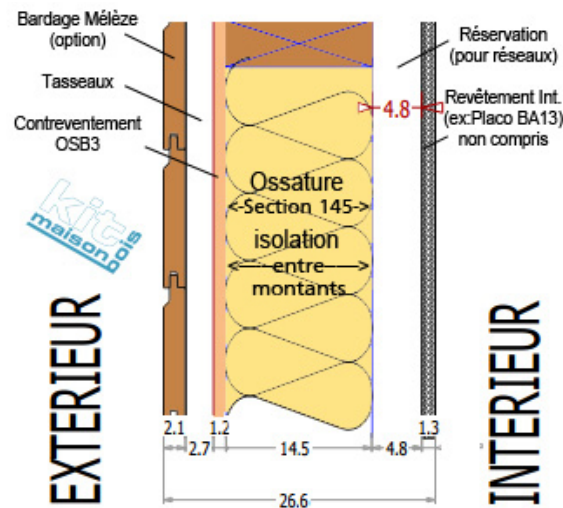 Bardage Mélèze
(option)
Tasseaux
Contreventement
OSB3
kit
maison
bois
Réservation
(pour réseaux)
4.8
Revêtement Int.
(ex:Placo BA13)
non compris
Ossature
Section 145
isolation
entre
montants
EXTERIEUR
INTERIEUR
2.1
2.7
1.2
14.5
4.8
1.3
26.6